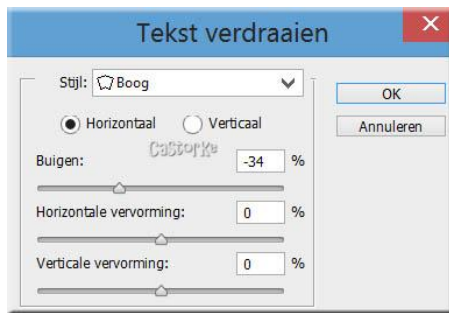 Tekst verdraaien
Stijl: Boog
OK
Horizontaal Verticaal
Annuleren
CaStorKe
Buigen: -34 %
Horizontale vervorming: 0 %
Verticale vervorming: 0 %